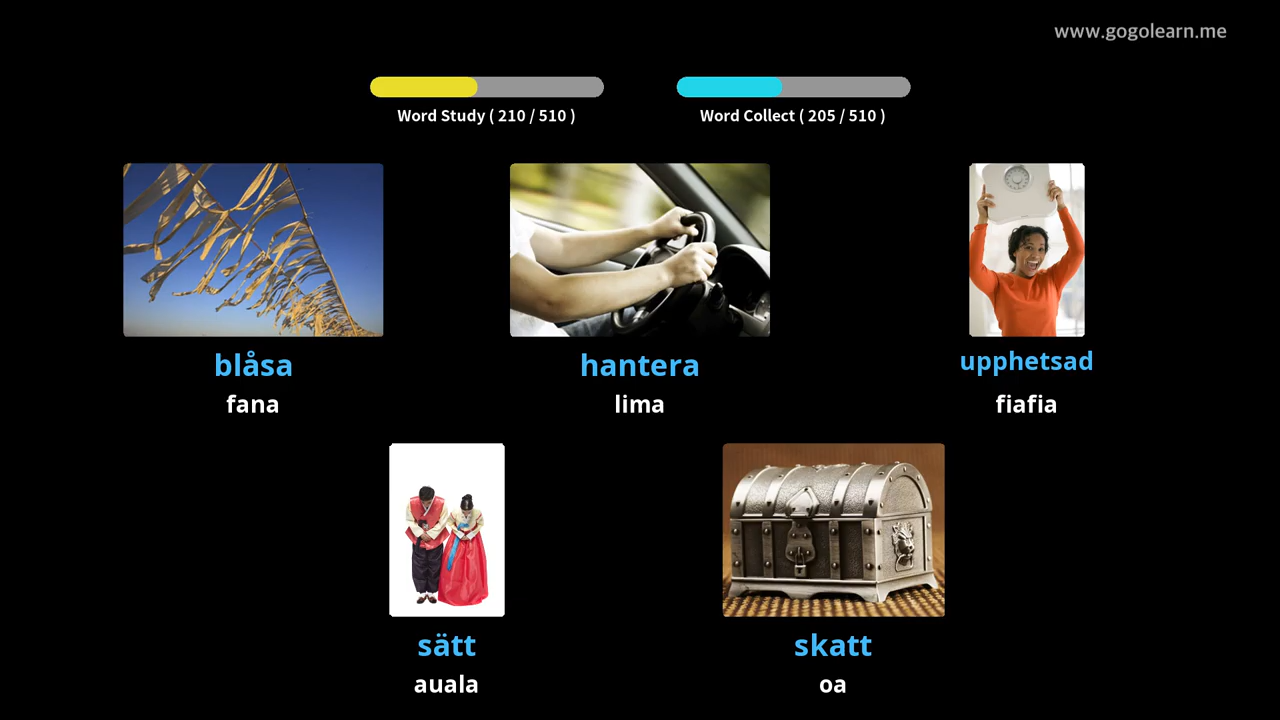 www.gogolearn.me
Word Study ( 210 / 510 )
Word Collect ( 205 / 510 )
blåsa
hantera
upphetsad
fana
lima
fiafia
sätt
skatt
auala
oa